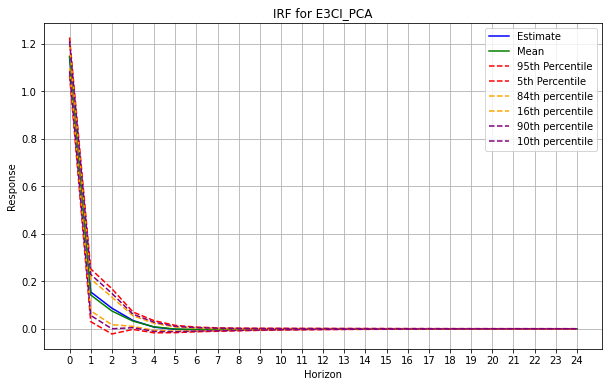 IRF for E3CI_PCA
Estimate
Mean
95th Percentile
5th Percentile
84th percentile
16th percentile
90th percentile
10th percentile
Response
1.2
1.0
0.8
0.6
0.4
0.2
0.0
0 1 2 3 4 5 6 7 8 9 10 11 12 13 14 15 16 17 18 19 20 21 22 23 24
Horizon